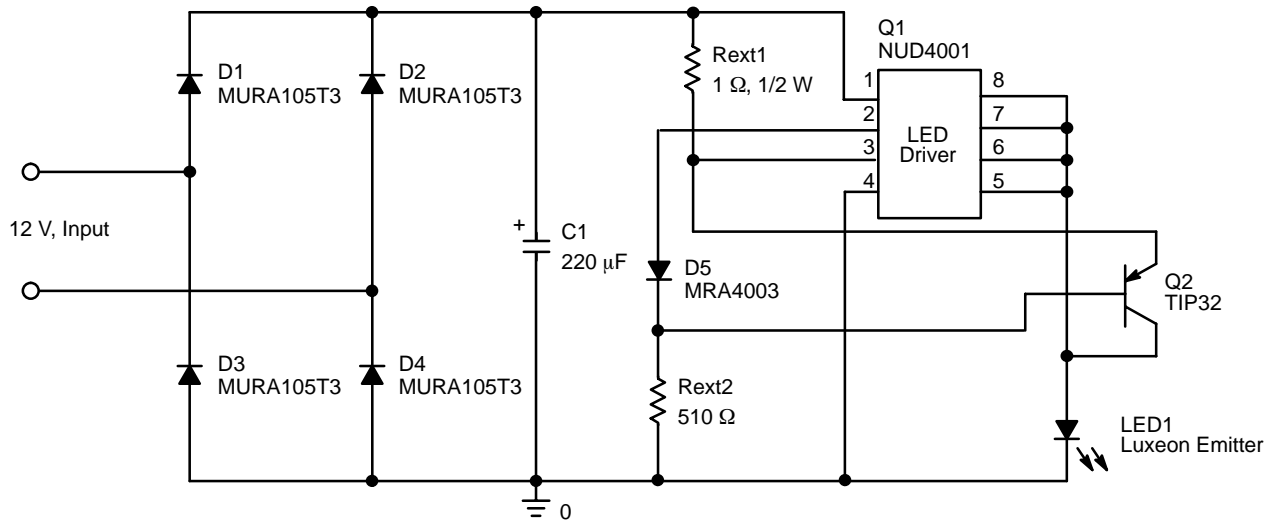 Q1
NUD4001
D1
MURA105T3
D2
MURA105T3
Rext1
1 Ω, 1/2 W
1
2
3
4
LED
Driver
8
7
6
5
12 V, Input
+
C1
220 μF
D5
MRA4003
Q2
TIP32
D3
MURA105T3
D4
MURA105T3
Rext2
510 Ω
LED1
Luxeon Emitter
0